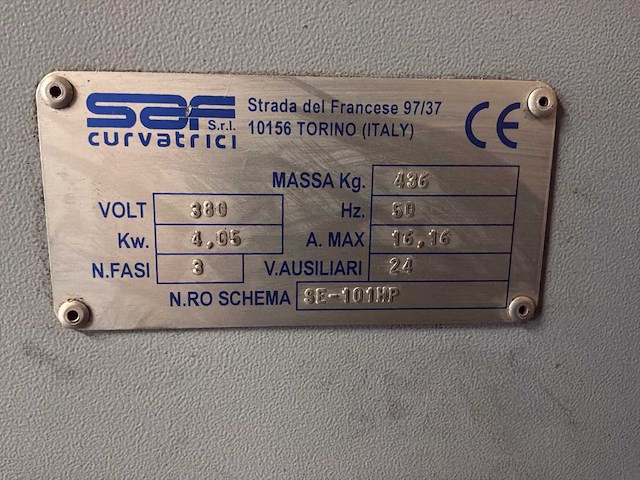 saf S.r.l.
curvatrici
Strada del Francese 97/37
10156 TORINO (ITALY)
CE
MASSA Kg. 436
VOLT 380 Hz. 50
Kw. 4,05 A. MAX 16,16
N.FASI 3 V.AUSILIARI 24
N.RO SCHEMA SE-101HP